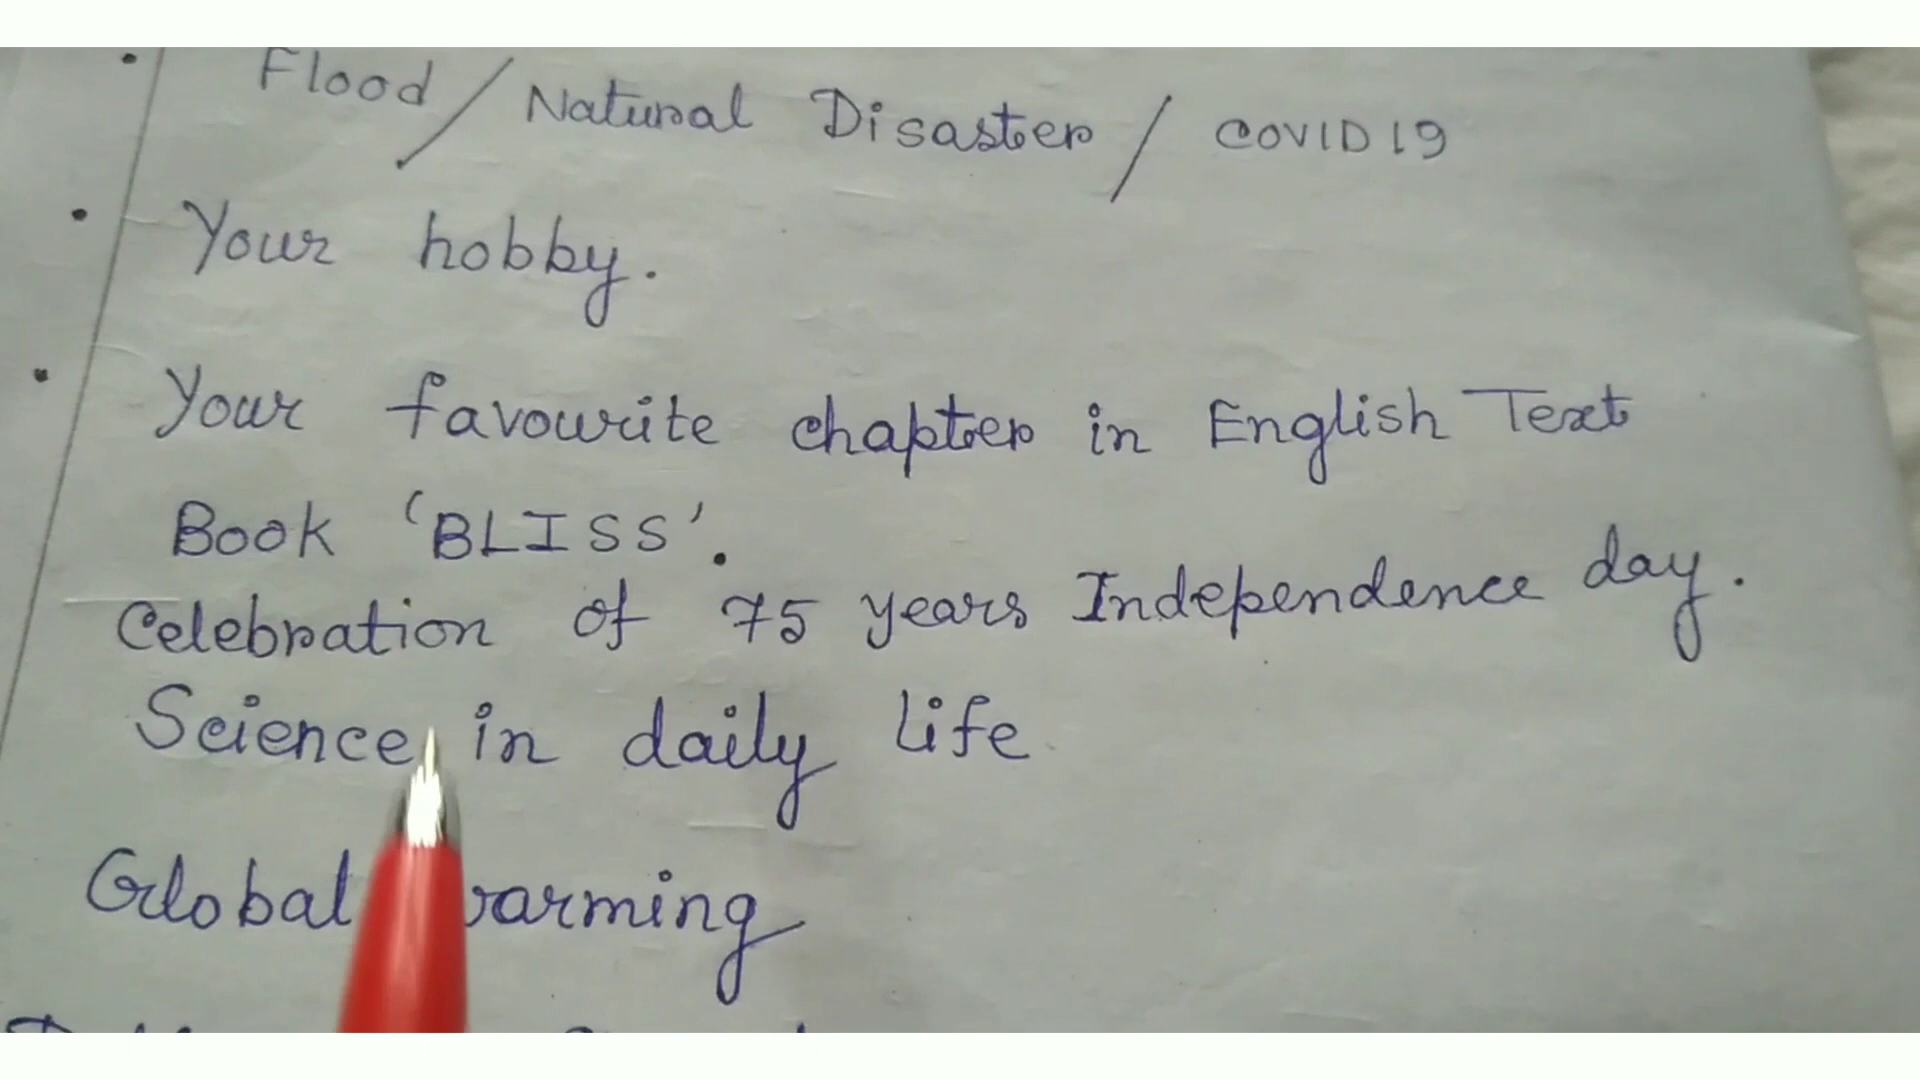 Flood / Natural Disaster / COVID 19
Your hobby.
Your favourite chapter in English Text
Book 'BLISS'.
Celebration of 75 years Independence day.
Science in daily life
Global warming